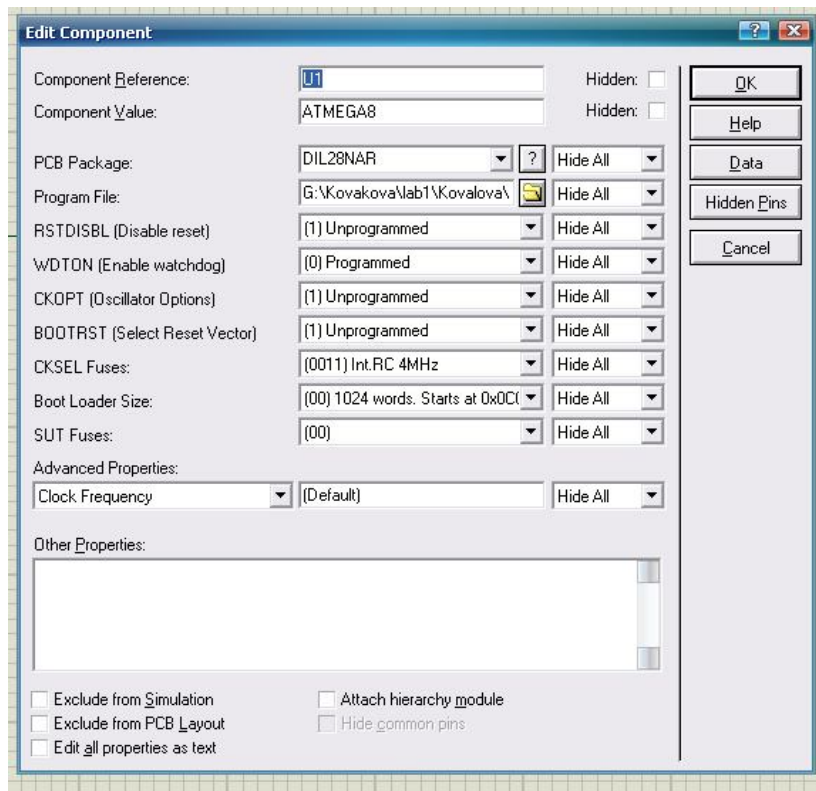 Edit Component
Component Reference: U1 Hidden:
Component Value: ATMEGA8 Hidden:
PCB Package: DIL28NAR ? Hide All
Program File: G:\Kovakova\lab1\Kovalova\ Hide All
RSTDISBL (Disable reset) (1) Unprogrammed Hide All
WDTON (Enable watchdog) (0) Programmed Hide All
CKOPT (Oscillator Options) (1) Unprogrammed Hide All
BOOTRST (Select Reset Vector) (1) Unprogrammed Hide All
CKSEL Fuses: (0011) Int.RC 4MHz Hide All
Boot Loader Size: (00) 1024 words. Starts at 0x0C Hide All
SUT Fuses: (00) Hide All
Advanced Properties:
Clock Frequency (Default) Hide All
Other Properties:
Exclude from Simulation Attach hierarchy module
Exclude from PCB Layout Hide common pins
Edit all properties as text
OK
Help
Data
Hidden Pins
Cancel